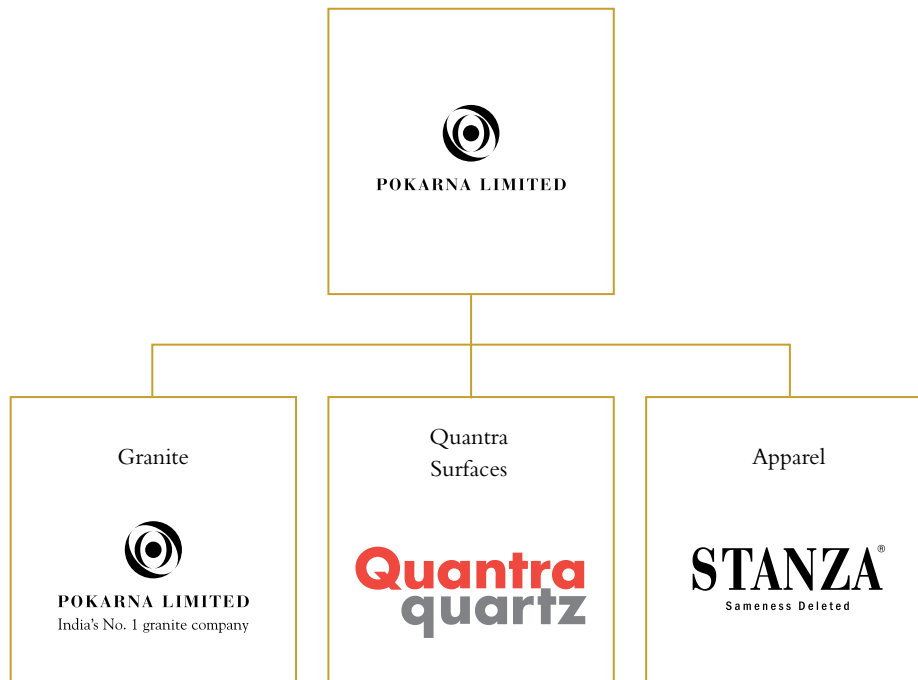 POKARNA LIMITED
Granite
POKARNA LIMITED
India's No. 1 granite company
Quantra
Surfaces
Quantra
quartz
Apparel
STANZA®
Sameness Deleted